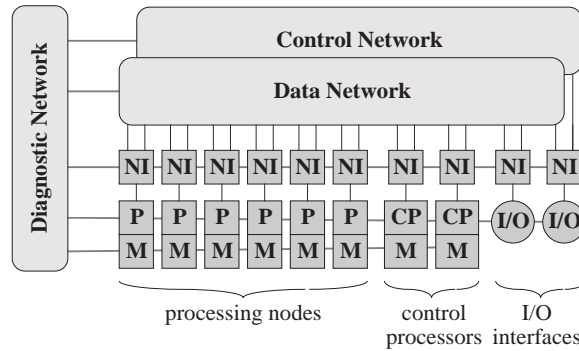 Control Network
Data Network
Diagnostic Network
NI NI NI NI NI NI NI NI NI NI
P P P P P P CP CP I/O I/O
M M M M M M M M
processing nodes control I/O
processors interfaces